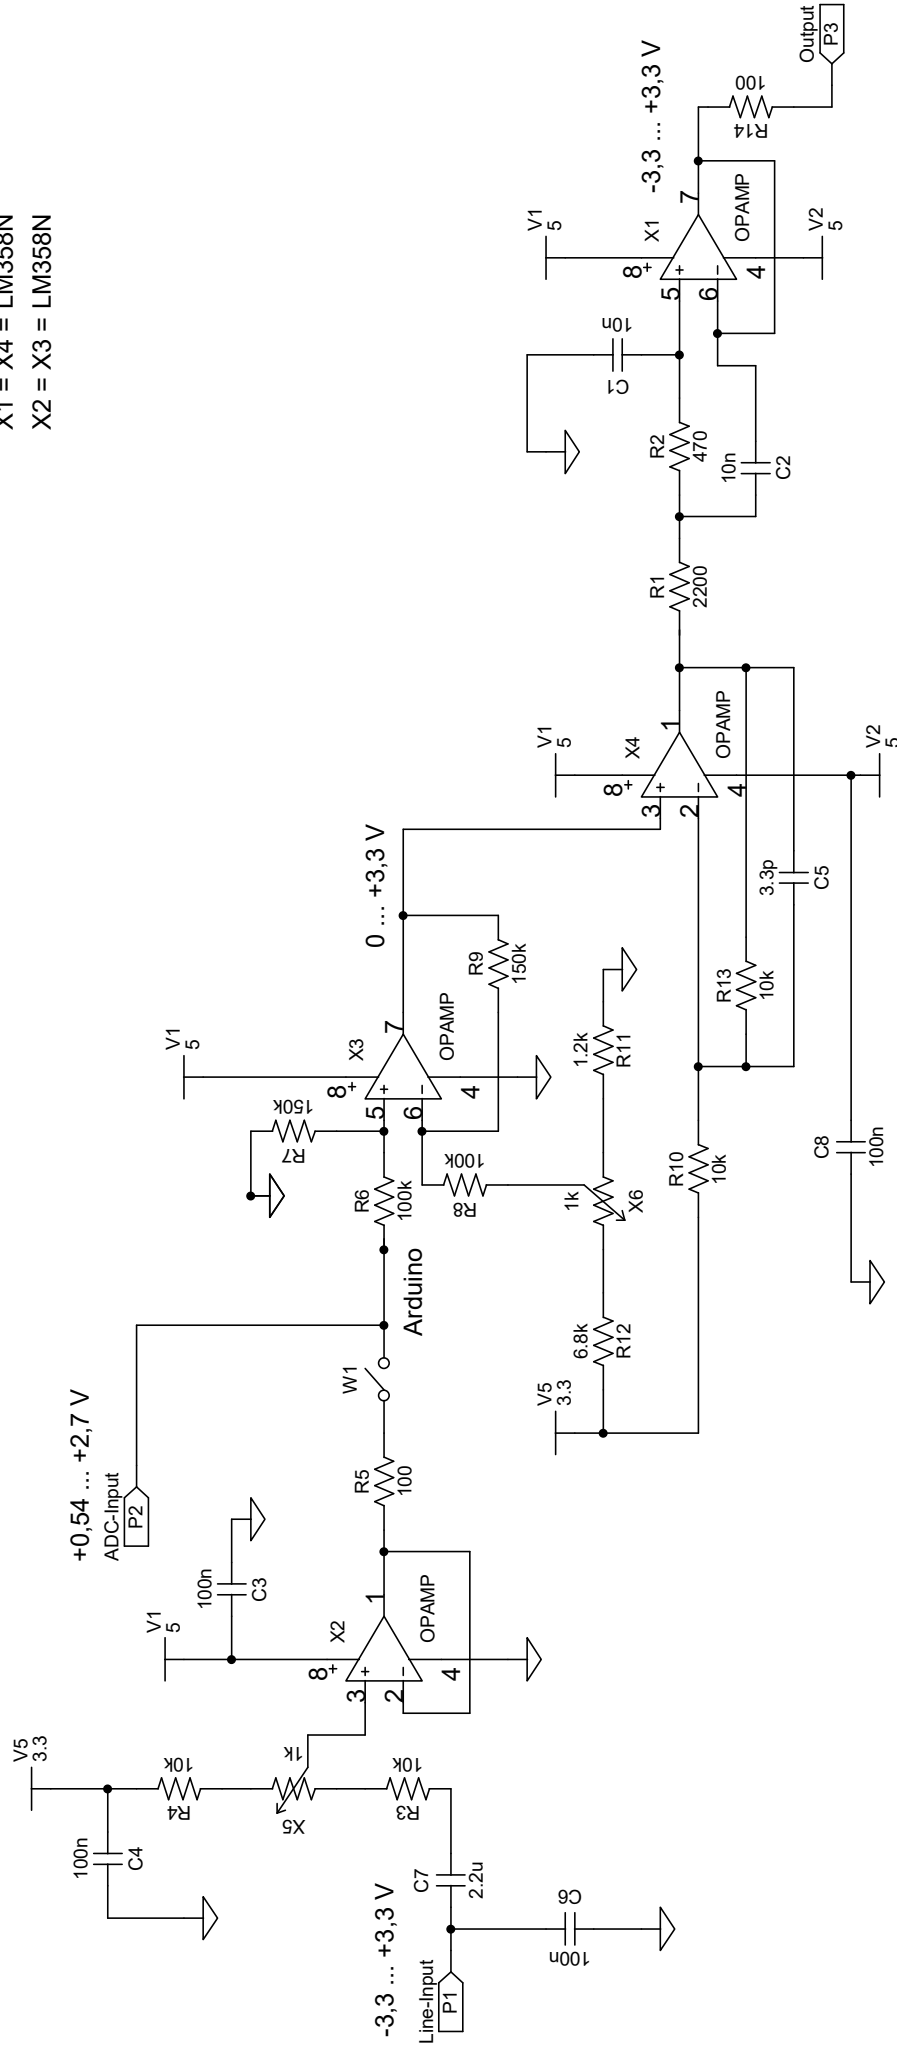 X1 = X4 = LM358N
X2 = X3 = LM358N
Output
P3
-3,3 ... +3,3 V
100
R14
V1
5
X1
7
OPAMP
8
+
5
+
6
−
4
V2
5
10n
C1
R2
470
10n
C2
R1
2200
V1
5
X4
1
OPAMP
8
+
3
+
2
−
4
V2
5
0 ... +3,3 V
3.3p
C5
R9
150k
R13
10k
V1
5
X3
7
OPAMP
8
+
5
+
6
−
4
1.2k
R11
150k
R7
100k
R8
R6
100k
1k
X6
R10
10k
C8
100n
Arduino
6.8k
R12
W1
V5
3.3
+0,54 ... +2,7 V
ADC-Input
P2
R5
100
100n
C3
V1
5
X2
1
OPAMP
8
+
3
+
2
−
4
V5
3.3
10k
R4
1k
X5
10k
R3
100n
C4
C7
2.2u
-3,3 ... +3,3 V
Line-Input
P1
C6
100n